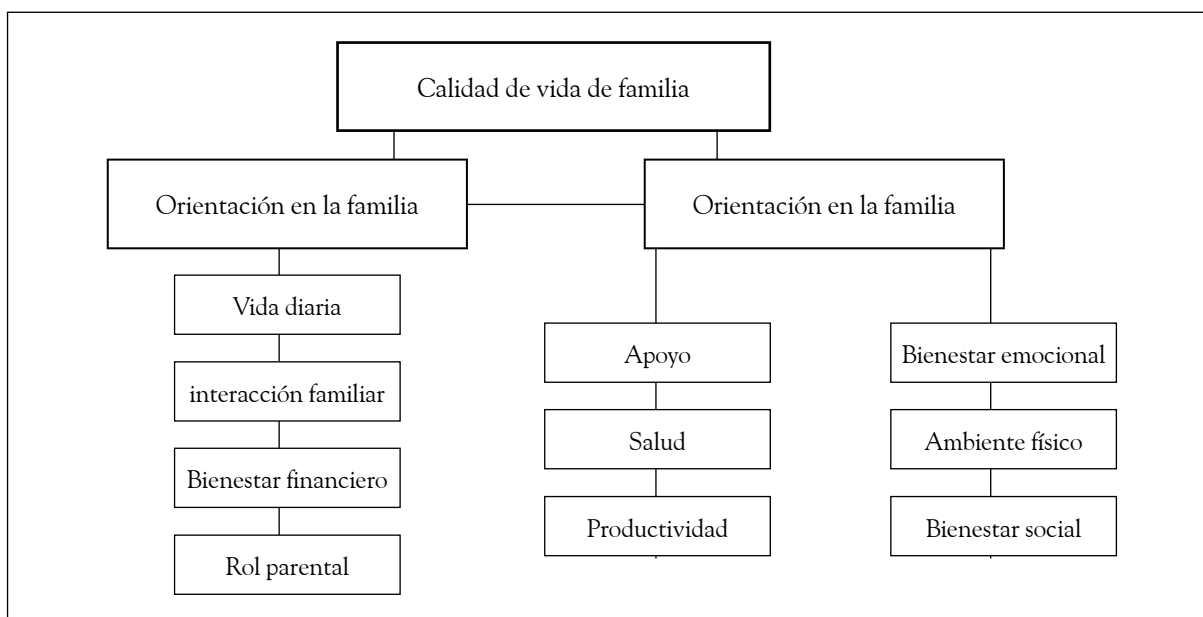 Calidad de vida de familia
Orientación en la familia
Orientación en la familia
Vida diaria
interacción familiar
Bienestar financiero
Rol parental
Apoyo
Salud
Productividad
Bienestar emocional
Ambiente físico
Bienestar social